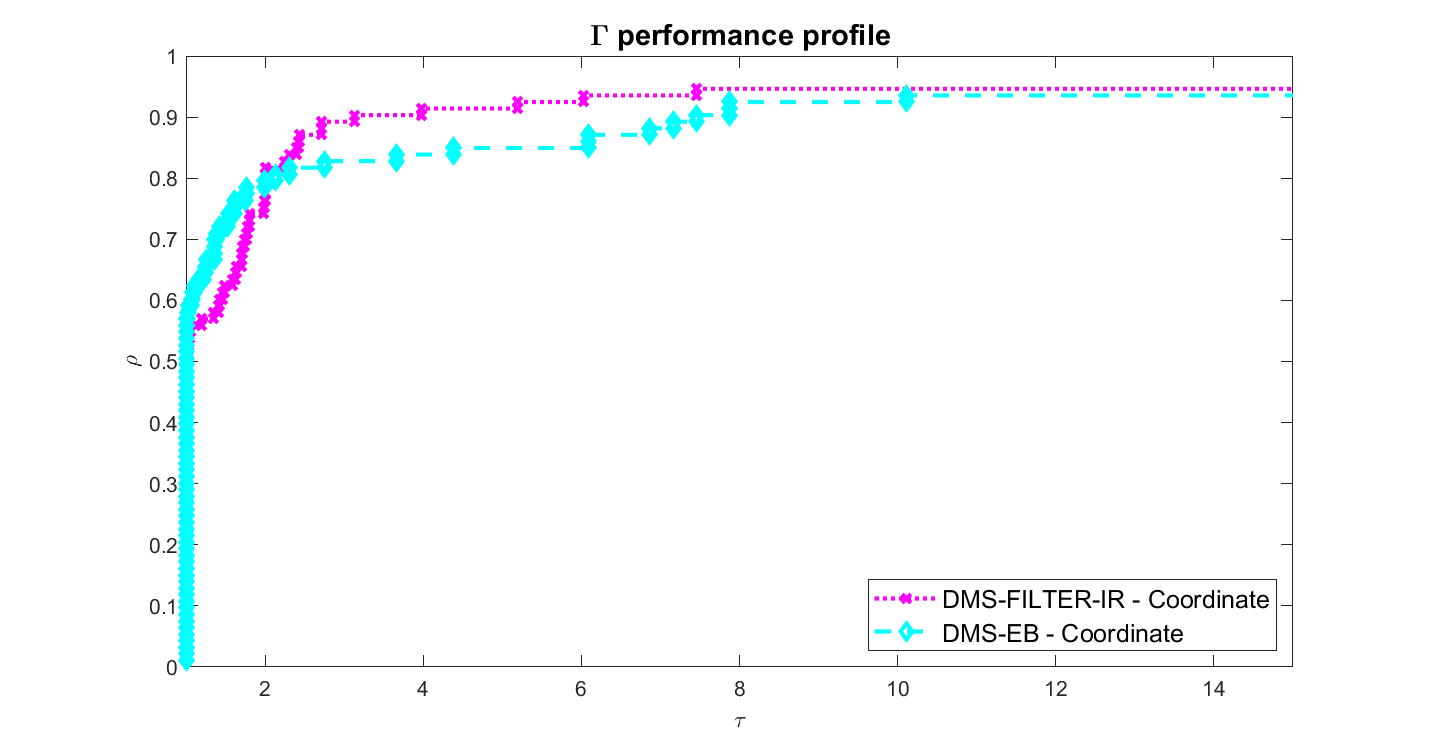 Γ performance profile
1
0.9
0.8
0.7
0.6
ρ
0.5
0.4
0.3
0.2
0.1
0
2 4 6 8 10 12 14
τ
DMS-FILTER-IR - Coordinate
DMS-EB - Coordinate